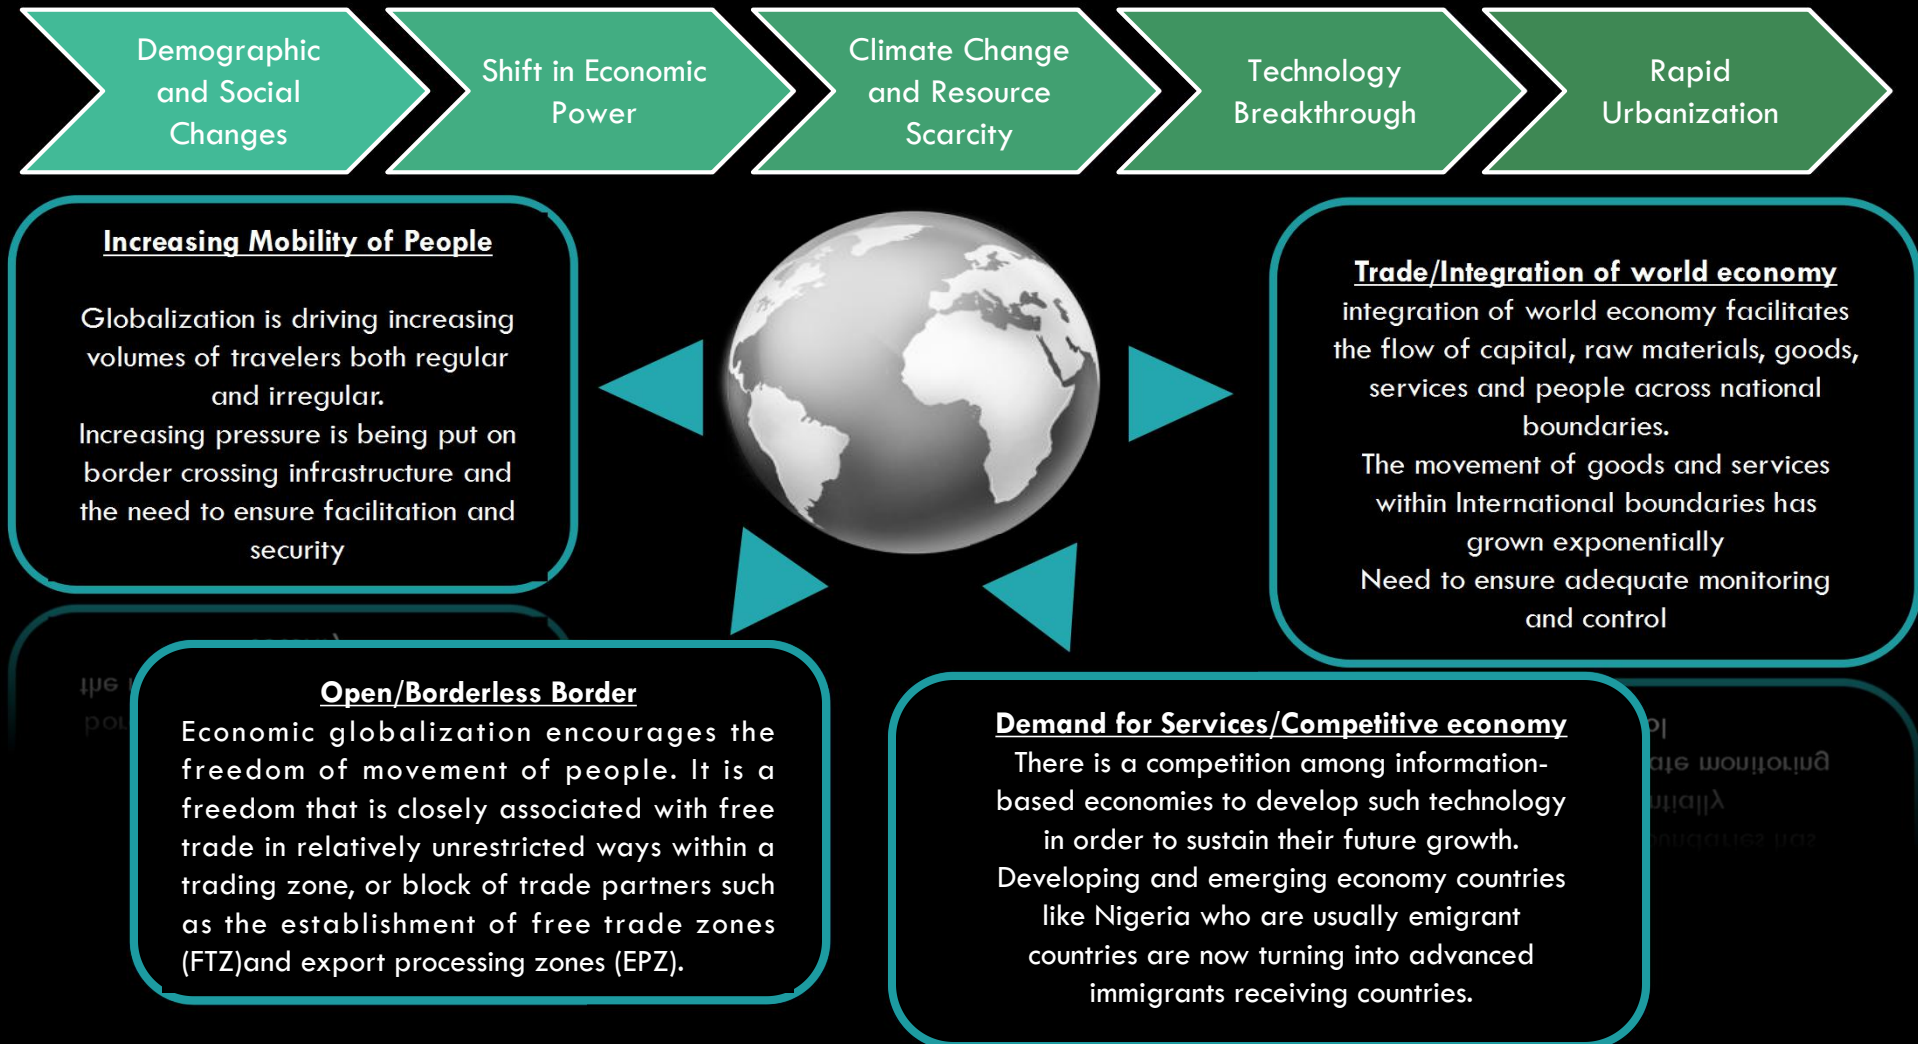 Demographic
and Social
Changes
Shift in Economic
Power
Climate Change
and Resource
Scarcity
Technology
Breakthrough
Rapid
Urbanization
Increasing Mobility of People
Globalization is driving increasing
volumes of travelers both regular
and irregular.
Increasing pressure is being put on
border crossing infrastructure and
the need to ensure facilitation and
security
Trade/Integration of world economy
integration of world economy facilitates
the flow of capital, raw materials, goods,
services and people across national
boundaries.
The movement of goods and services
within International boundaries has
grown exponentially
Need to ensure adequate monitoring
and control
Open/Borderless Border
Economic globalization encourages the
freedom of movement of people. It is a
freedom that is closely associated with free
trade in relatively unrestricted ways within a
trading zone, or block of trade partners such
as the establishment of free trade zones
(FTZ)and export processing zones (EPZ).
Demand for Services/Competitive economy
There is a competition among information-
based economies to develop such technology
in order to sustain their future growth.
Developing and emerging economy countries
like Nigeria who are usually emigrant
countries are now turning into advanced
immigrants receiving countries.